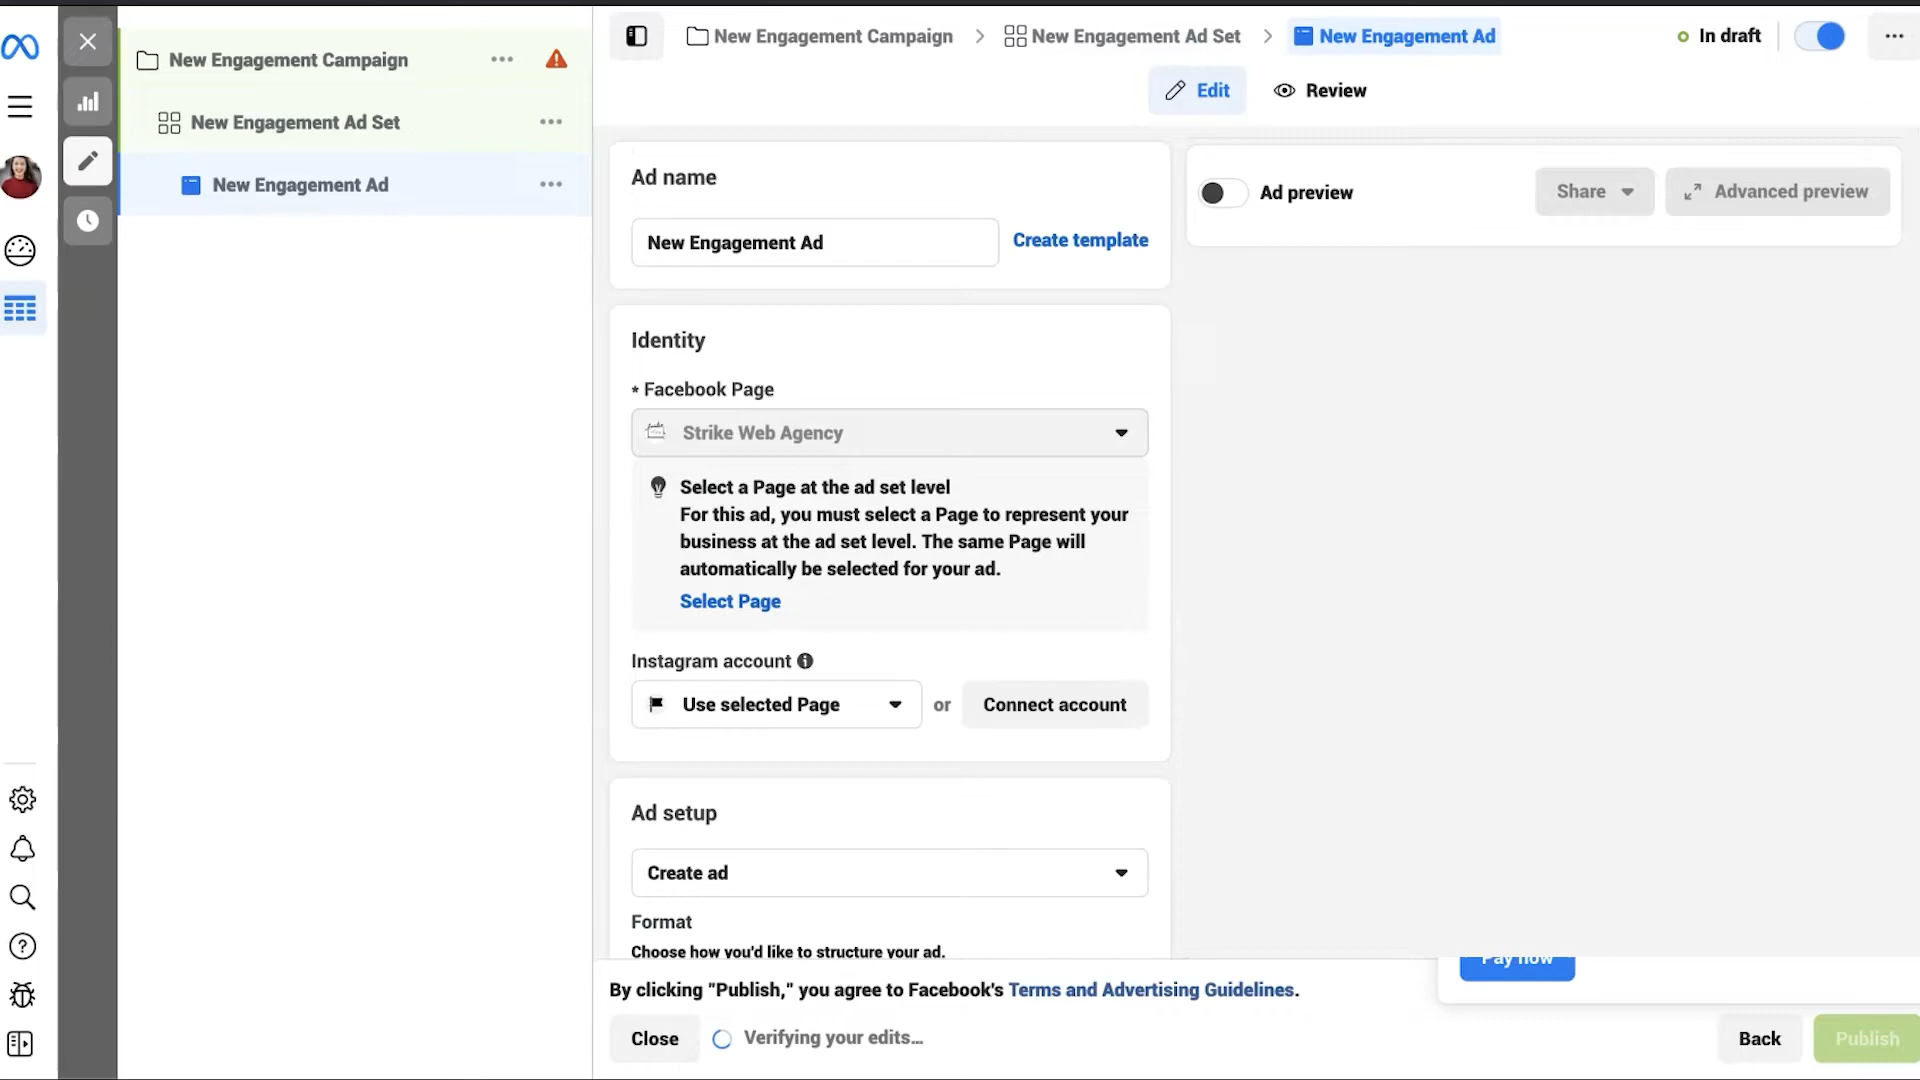 New Engagement Campaign
New Engagement Ad Set
New Engagement Ad
New Engagement Campaign
New Engagement Ad Set
New Engagement Ad
In draft
Edit
Review
Ad name
New Engagement Ad
Create template
Identity
* Facebook Page
Strike Web Agency
Select a Page at the ad set level
For this ad, you must select a Page to represent your
business at the ad set level. The same Page will
automatically be selected for your ad.
Select Page
Instagram account
Use selected Page
or
Connect account
Ad setup
Create ad
Format
Choose how you'd like to structure your ad.
Ad preview
Share
Advanced preview
Pay now
By clicking "Publish," you agree to Facebook's Terms and Advertising Guidelines.
Close
Verifying your edits...
Back
Publish